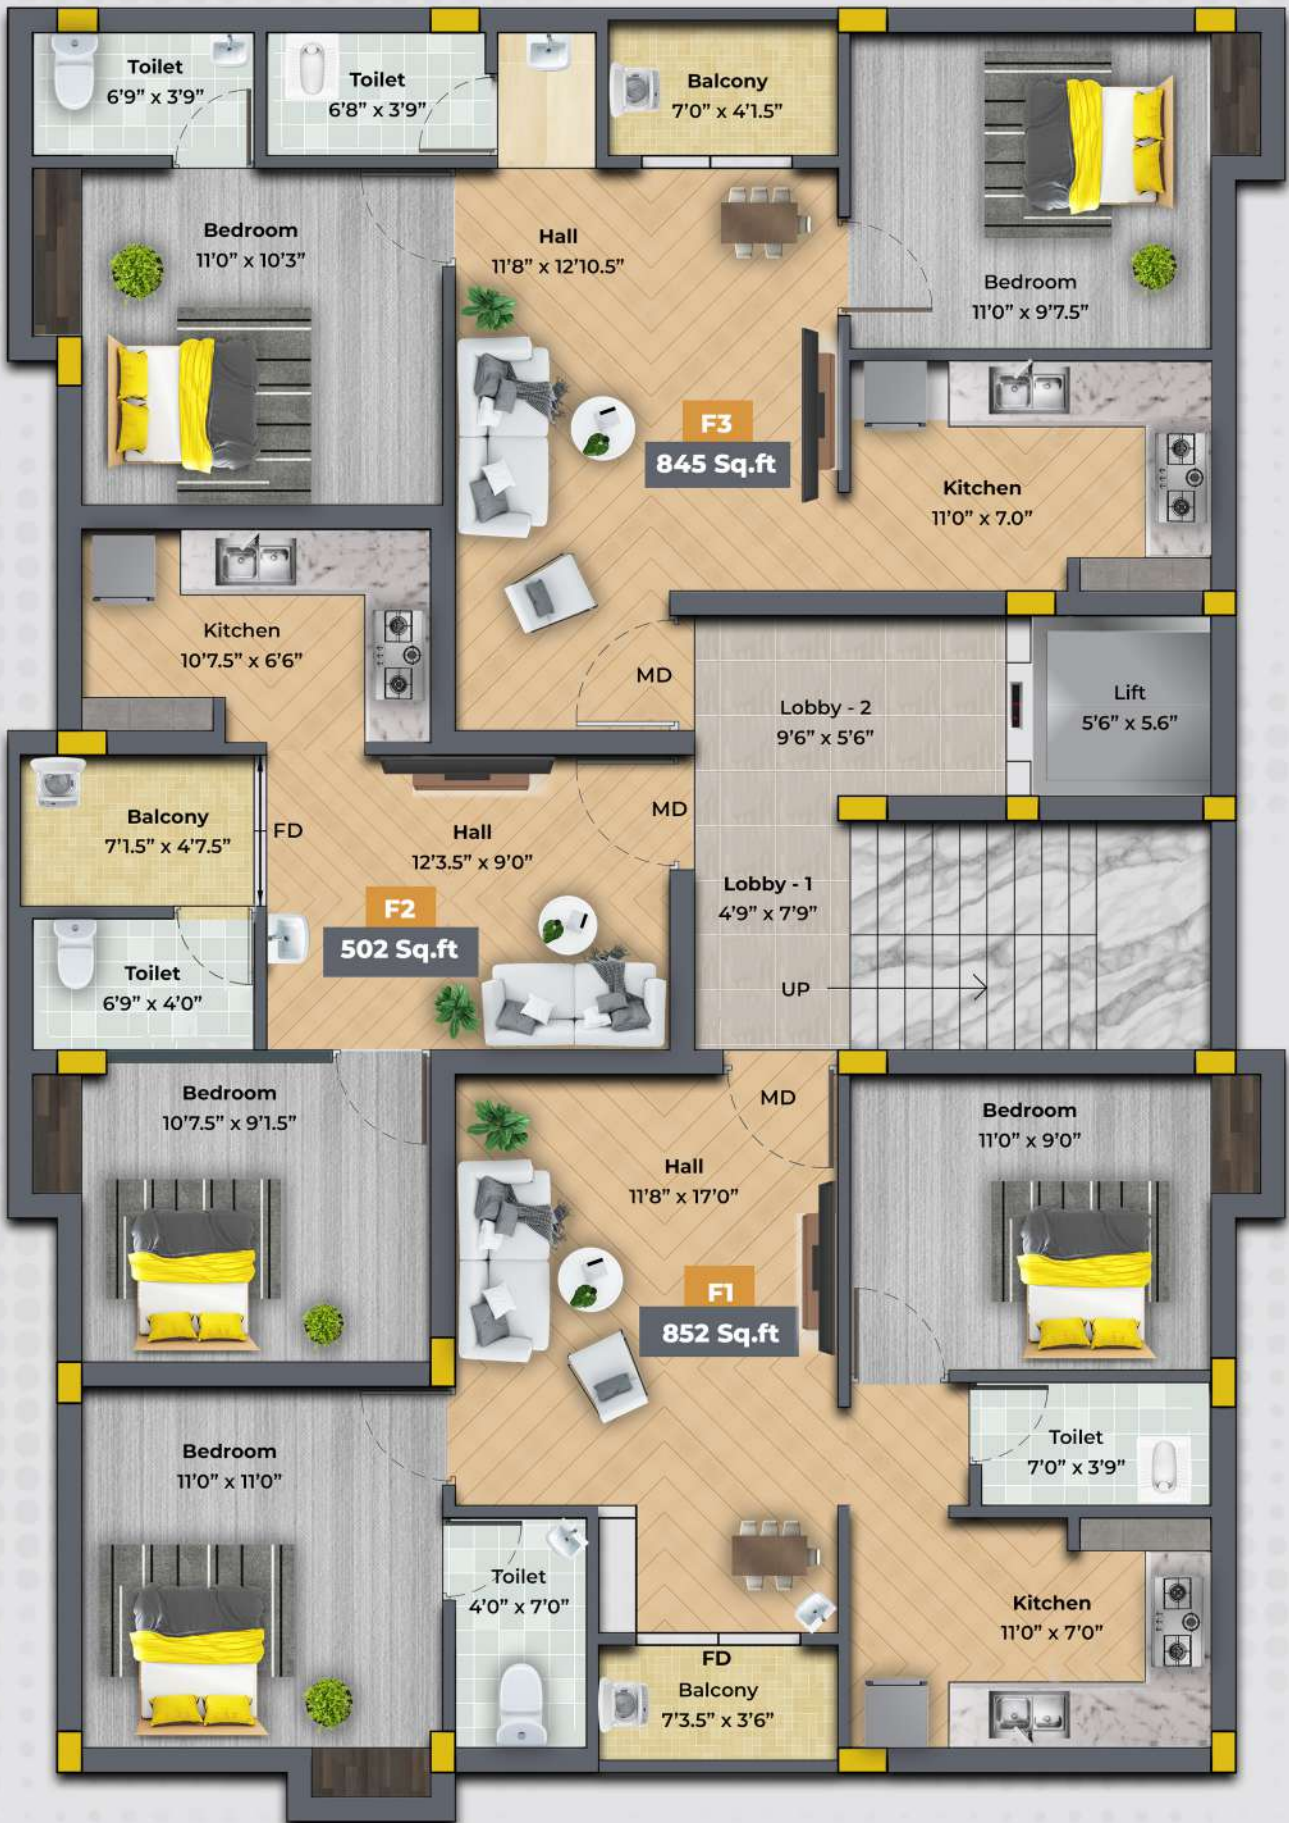 Toilet
6'9” x 3'9”
Toilet
6'8” x 3'9”
Balcony
7'0” x 4'1.5”
Bedroom
11'0” x 10'3”
Hall
11'8” x 12'10.5”
Bedroom
11'0” x 9'7.5”
F3
845 Sq.ft
Kitchen
11'0” x 7.0”
Kitchen
10'7.5” x 6'6”
MD
Lobby - 2
9'6” x 5'6”
Lift
5'6” x 5.6”
Balcony
7'1.5” x 4'7.5”
FD
Hall
12'3.5” x 9'0”
MD
F2
502 Sq.ft
Lobby - 1
4'9” x 7'9”
Toilet
6'9” x 4'0”
UP
Bedroom
10'7.5” x 9'1.5”
MD
Hall
11'8” x 17'0”
Bedroom
11'0” x 9'0”
F1
852 Sq.ft
Bedroom
11'0” x 11'0”
Toilet
7'0” x 3'9”
Toilet
4'0” x 7'0”
Kitchen
11'0” x 7'0”
FD
Balcony
7'3.5” x 3'6”